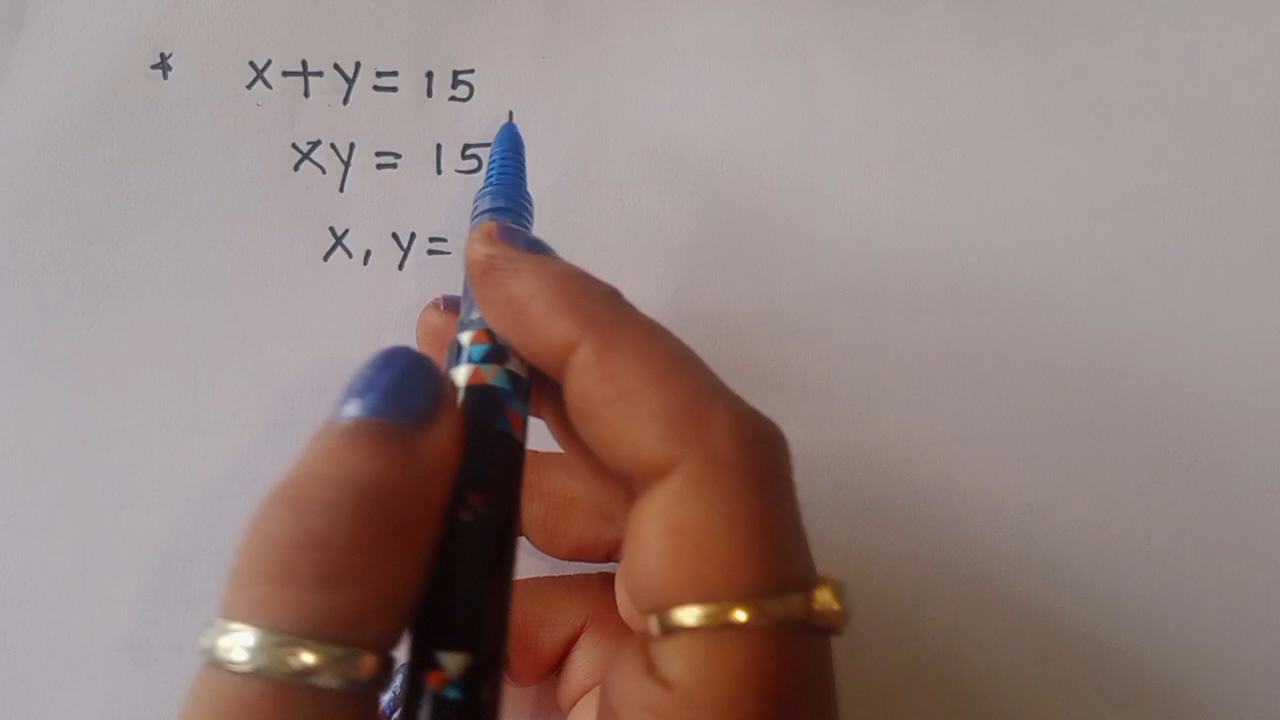 * x+y= 15
xy = 15
x, y=